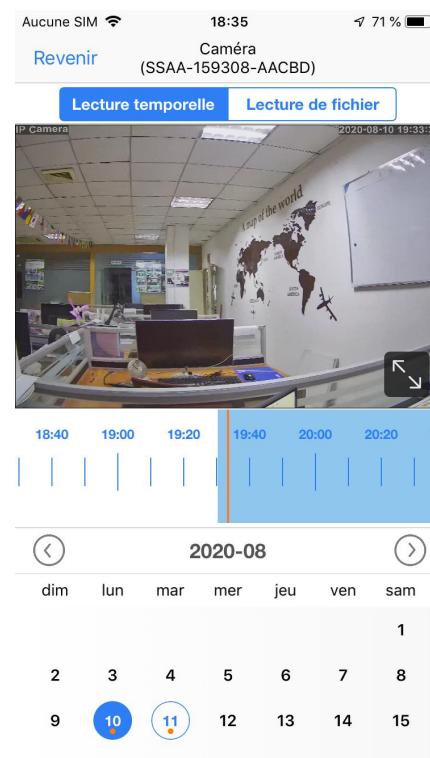 Aucune SIM 18:35 71 %
Revenir
Caméra
(SSAA-159308-AACBD)
Lecture temporelle Lecture de fichier
IP Camera 2020-08-10 19:33:
A map of the world
18:40 19:00 19:20 19:40 20:00 20:20
2020-08
dim lun mar mer jeu ven sam
1
2 3 4 5 6 7 8
9 10 11 12 13 14 15